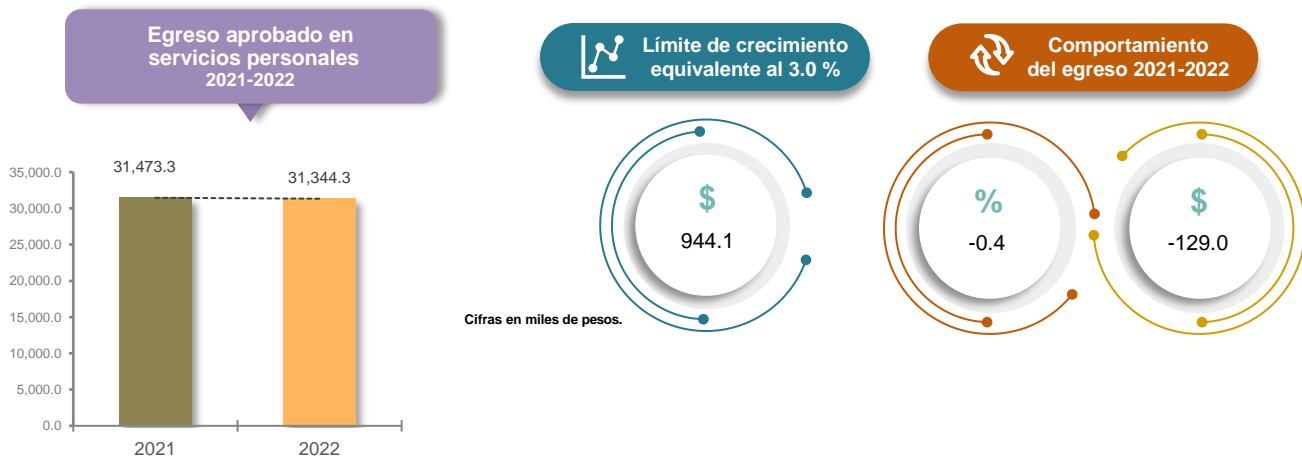 Egreso aprobado en
servicios personales
2021-2022
Límite de crecimiento
equivalente al 3.0 %
Comportamiento
del egreso 2021-2022
35,000.0
30,000.0
25,000.0
20,000.0
15,000.0
10,000.0
5,000.0
0.0
31,473.3
31,344.3
2021
2022
$
944.1
%
-0.4
$
-129.0
Cifras en miles de pesos.